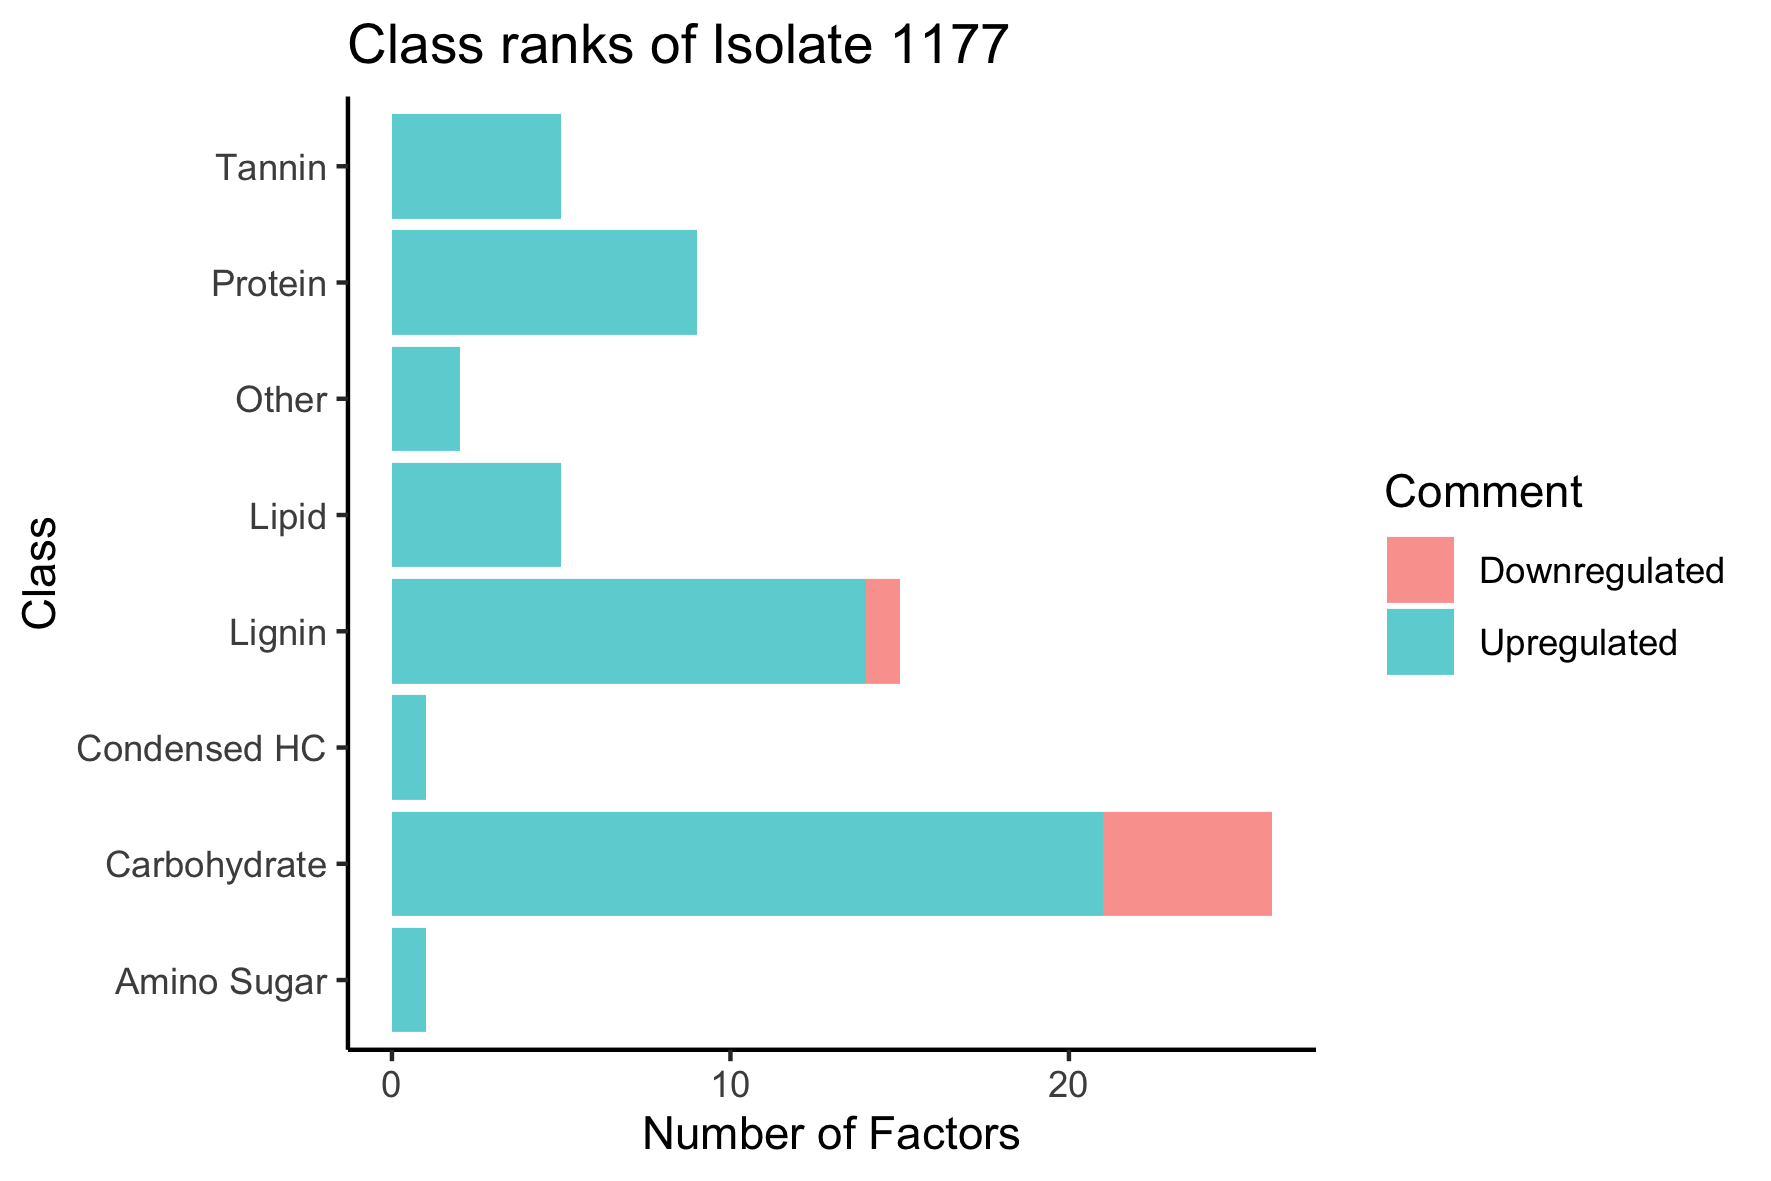 Class ranks of Isolate 1177
Class
Tannin
Protein
Other
Lipid
Lignin
Condensed HC
Carbohydrate
Amino Sugar
0 10 20
Number of Factors
Comment
Downregulated
Upregulated